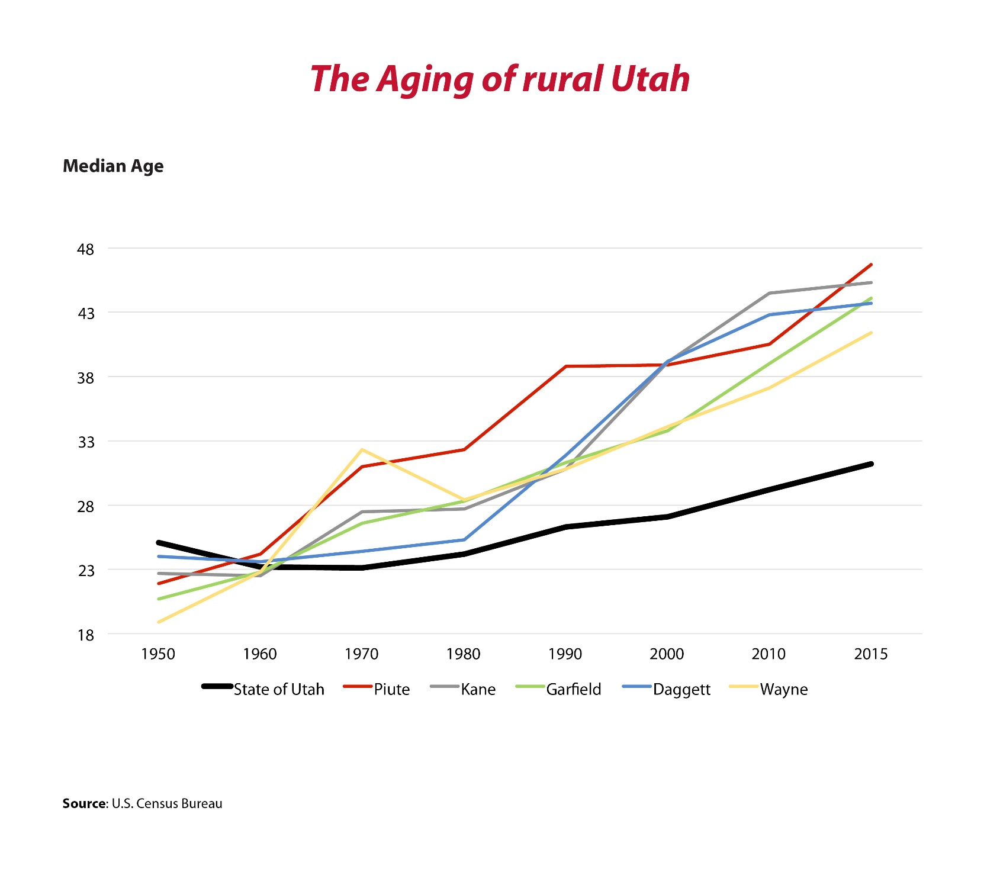 The Aging of rural Utah
Median Age
48
43
38
33
28
23
18
1950 1960 1970 1980 1990 2000 2010 2015
State of Utah Piute Kane Garfield Daggett Wayne
Source: U.S. Census Bureau